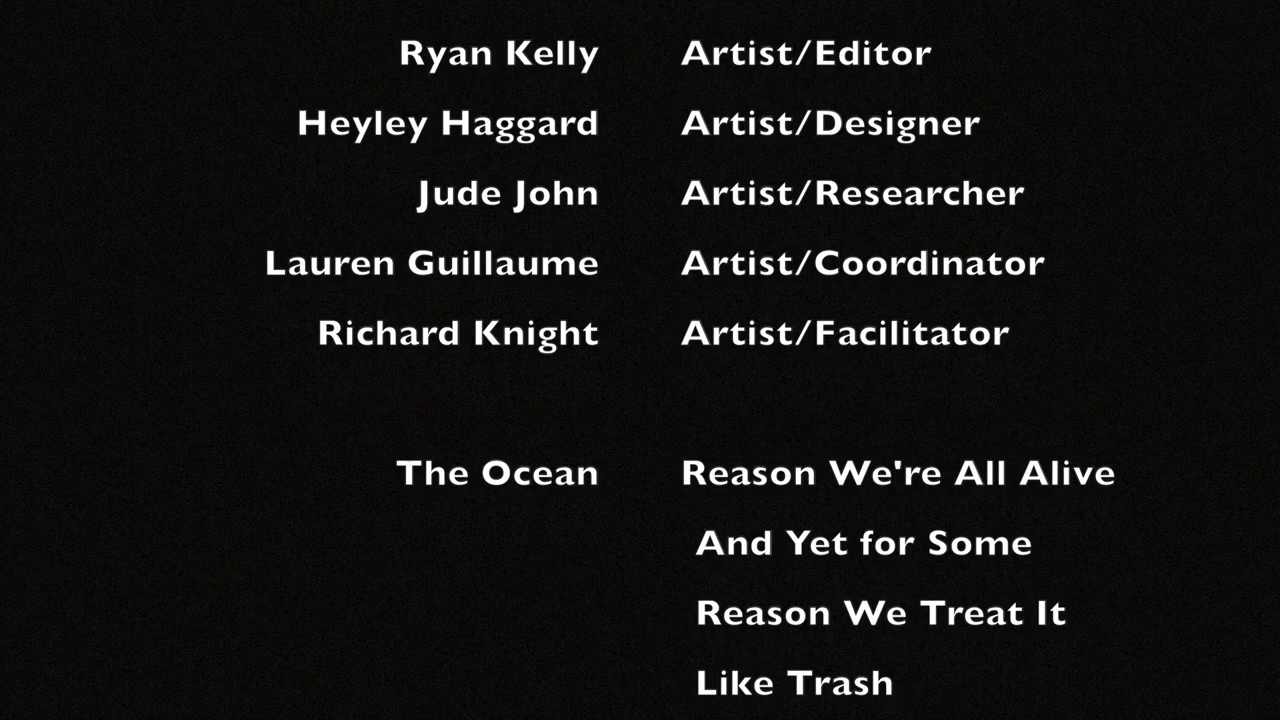 Ryan Kelly Artist/Editor
Heyley Haggard Artist/Designer
Jude John Artist/Researcher
Lauren Guillaume Artist/Coordinator
Richard Knight Artist/Facilitator
The Ocean Reason We're All Alive
And Yet for Some
Reason We Treat It
Like Trash